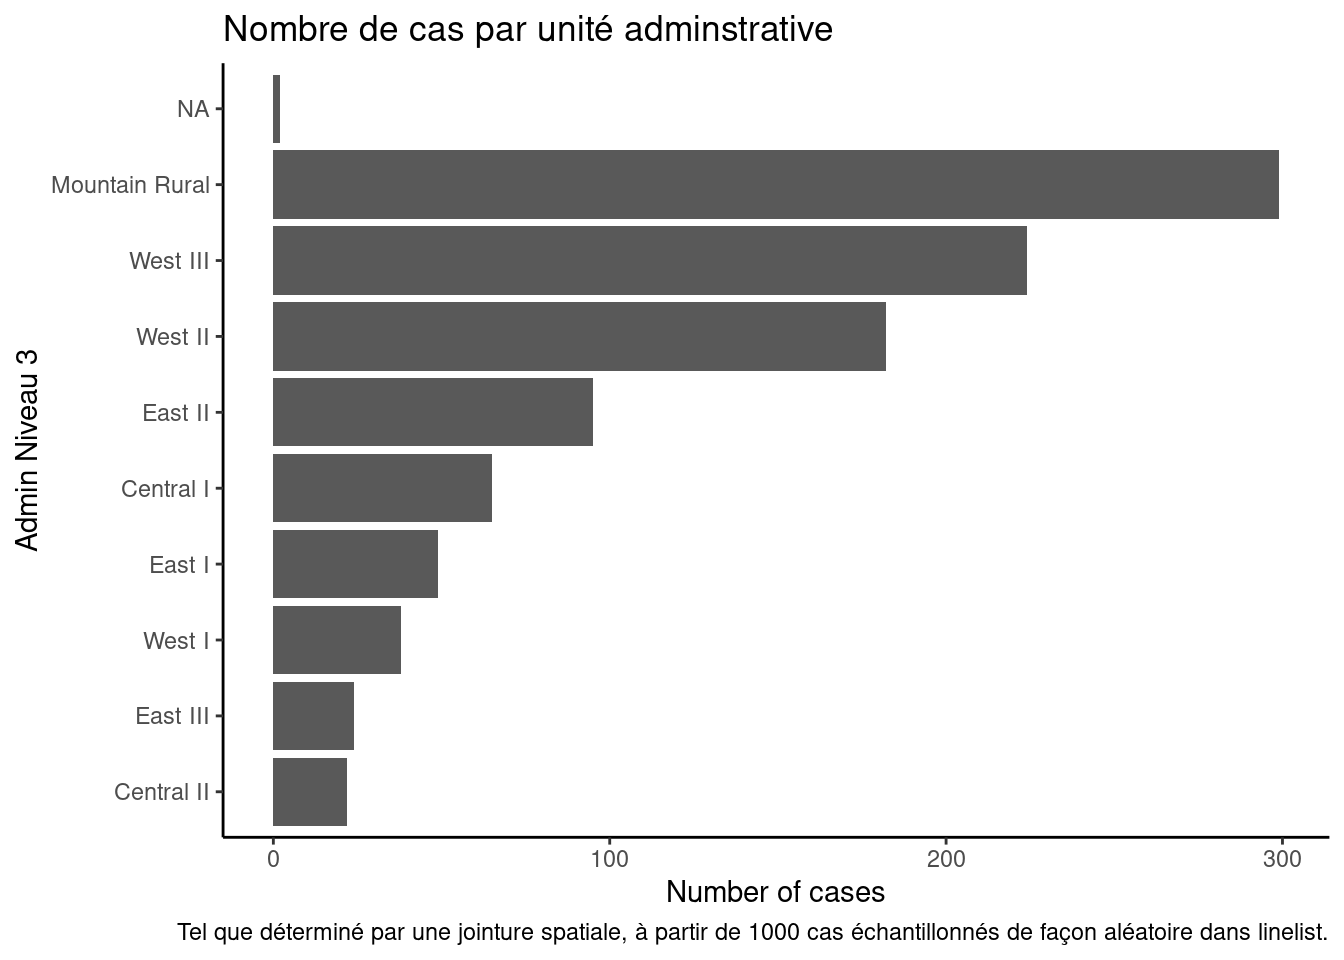 Nombre de cas par unité adminstrative
NA
Mountain Rural
West III
West II
East II
Central I
East I
West I
East III
Central II
Admin Niveau 3
0 100 200 300
Number of cases
Tel que déterminé par une jointure spatiale, à partir de 1000 cas échantillonnés de façon aléatoire dans linelist.